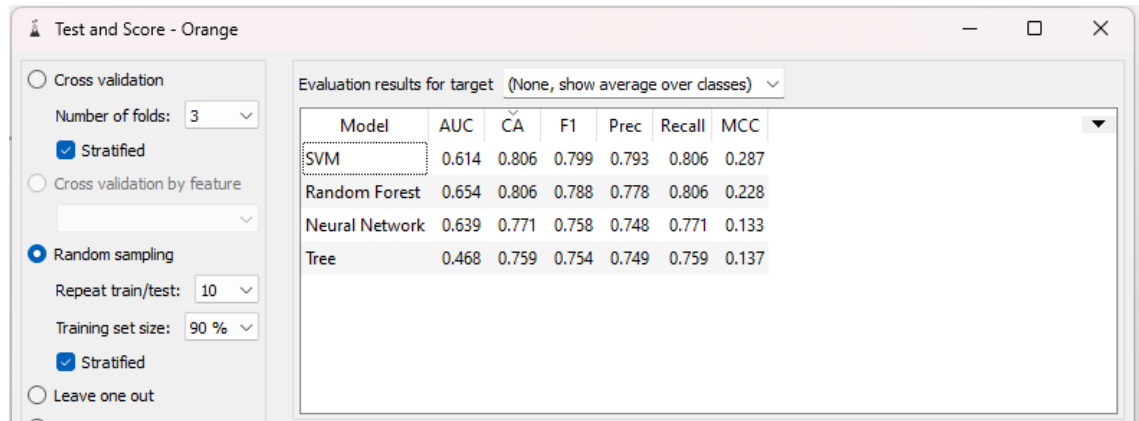 Test and Score - Orange
Cross validation
Number of folds: 3
Stratified
Cross validation by feature
Random sampling
Repeat train/test: 10
Training set size: 90 %
Stratified
Leave one out
Evaluation results for target (None, show average over classes)
Model AUC CA F1 Prec Recall MCC
SVM 0.614 0.806 0.799 0.793 0.806 0.287
Random Forest 0.654 0.806 0.788 0.778 0.806 0.228
Neural Network 0.639 0.771 0.758 0.748 0.771 0.133
Tree 0.468 0.759 0.754 0.749 0.759 0.137